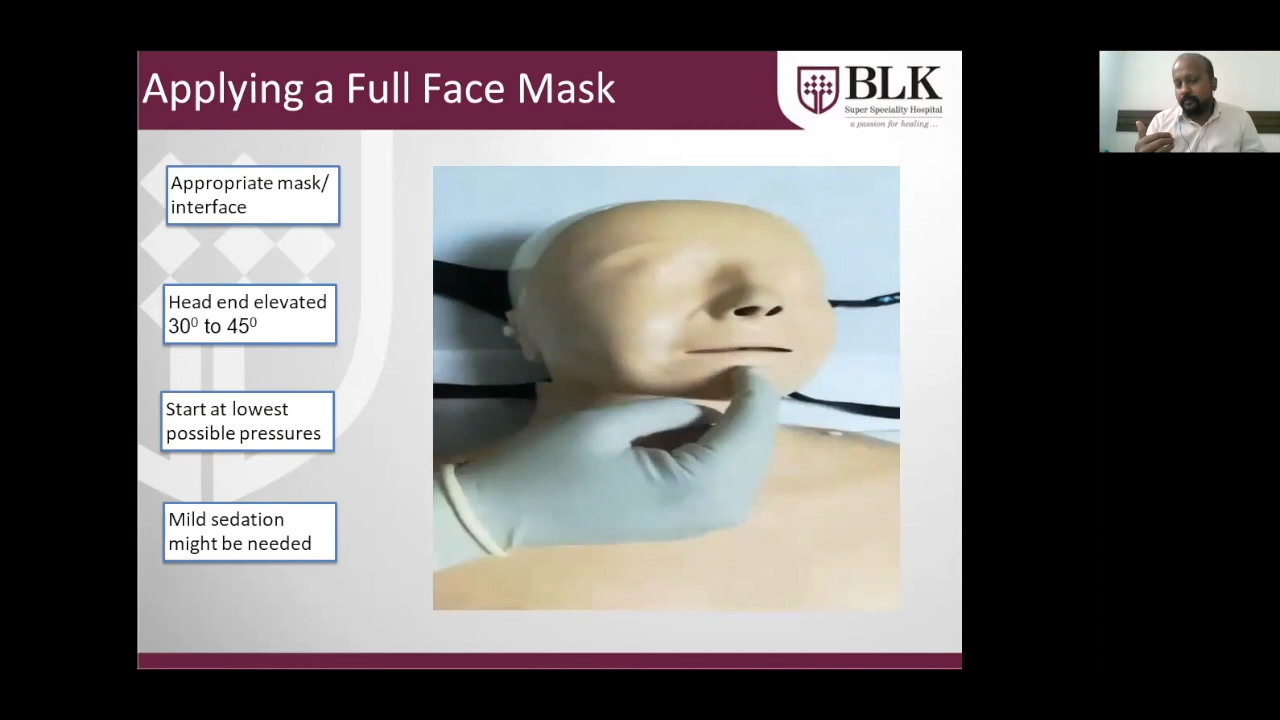 Applying a Full Face Mask
BLK
Super Speciality Hospital
a passion for healing...
Appropriate mask/
interface
Head end elevated
30⁰ to 45⁰
Start at lowest
possible pressures
Mild sedation
might be needed